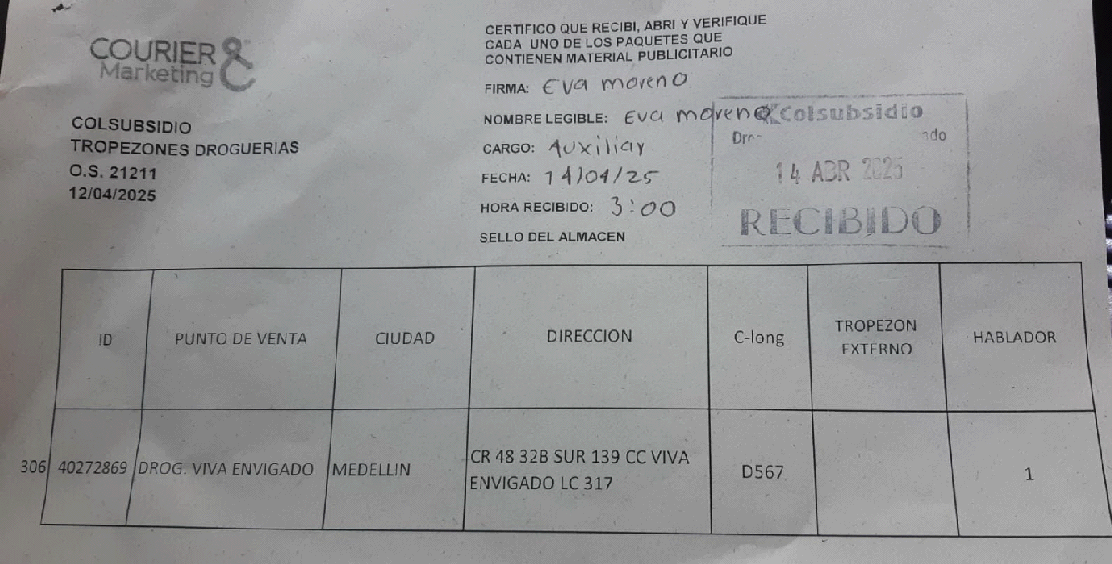 COURIER &
Marketing
COLSUBSIDIO
TROPEZONES DROGUERIAS
O.S. 21211
12/04/2025
CERTIFICO QUE RECIBI, ABRI Y VERIFIQUE
CADA UNO DE LOS PAQUETES QUE
CONTIENEN MATERIAL PUBLICITARIO
FIRMA: Eva moreno
NOMBRE LEGIBLE: Eva moreno
CARGO: Auxiliar
FECHA: 14/04/25
HORA RECIBIDO: 3:00
SELLO DEL ALMACEN
Colsubsidio
14 ABR 2025
RECIBIDO
ID PUNTO DE VENTA CIUDAD DIRECCION C-long TROPEZON EXTERNO HABLADOR
306 40272869 DROG. VIVA ENVIGADO MEDELLIN CR 48 32B SUR 139 CC VIVA ENVIGADO LC 317 D567 1